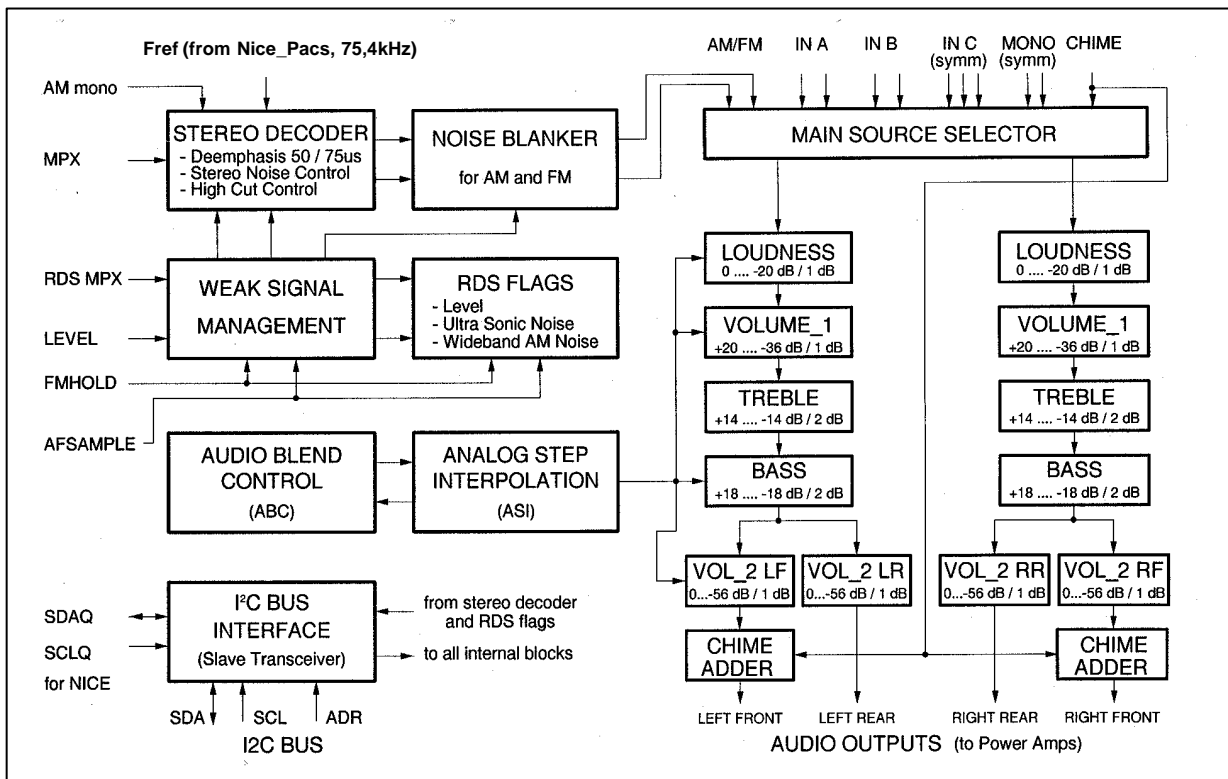 Fref (from Nice_Pacs, 75,4kHz)
AM mono
MPX
STEREO DECODER
- Deemphasis 50 / 75us
- Stereo Noise Control
- High Cut Control
NOISE BLANKER
for AM and FM
AM/FM
IN A
IN B
IN C
(symm)
MONO
(symm)
CHIME
MAIN SOURCE SELECTOR
RDS MPX
LEVEL
FMHOLD
AFSAMPLE
WEAK SIGNAL
MANAGEMENT
RDS FLAGS
- Level
- Ultra Sonic Noise
- Wideband AM Noise
AUDIO BLEND
CONTROL
(ABC)
ANALOG STEP
INTERPOLATION
(ASI)
LOUDNESS
0 .... -20 dB / 1 dB
VOLUME_1
+20 .... -36 dB / 1 dB
TREBLE
+14 .... -14 dB / 2 dB
BASS
+18 .... -18 dB / 2 dB
LOUDNESS
0 .... -20 dB / 1 dB
VOLUME_1
+20 .... -36 dB / 1 dB
TREBLE
+14 .... -14 dB / 2 dB
BASS
+18 .... -18 dB / 2 dB
VOL_2 LF
0...-56 dB / 1 dB
VOL_2 LR
0...-56 dB / 1 dB
VOL_2 RR
0...-56 dB / 1 dB
VOL_2 RF
0...-56 dB / 1 dB
CHIME
ADDER
CHIME
ADDER
SDAQ
SCLQ
for NICE
I²C BUS
INTERFACE
(Slave Transceiver)
from stereo decoder
and RDS flags
to all internal blocks
SDA
SCL
ADR
I2C BUS
LEFT FRONT
LEFT REAR
RIGHT REAR
RIGHT FRONT
AUDIO OUTPUTS (to Power Amps)